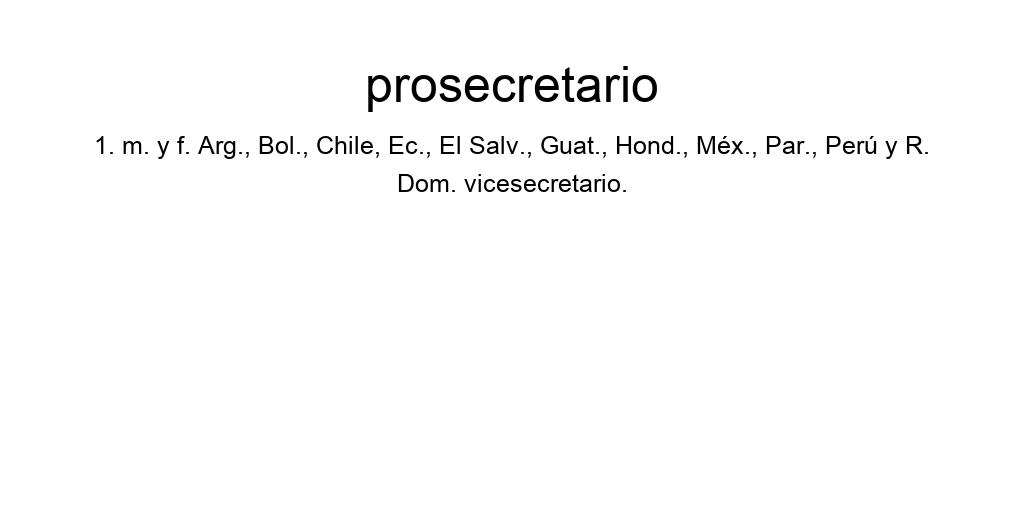 prosecretario
1. m. y f. Arg., Bol., Chile, Ec., El Salv., Guat., Hond., Méx., Par., Perú y R.
Dom. vicesecretario.